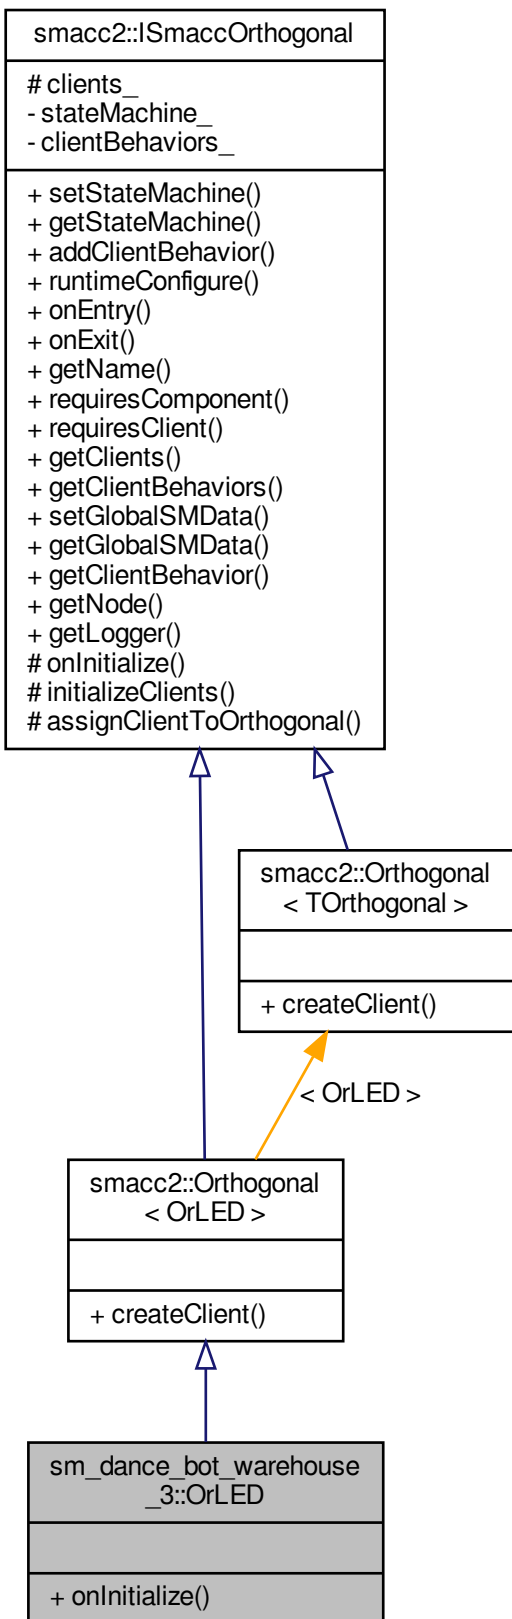 smacc2::ISmaccOrthogonal
# clients_
- stateMachine_
- clientBehaviors_
+ setStateMachine()
+ getStateMachine()
+ addClientBehavior()
+ runtimeConfigure()
+ onEntry()
+ onExit()
+ getName()
+ requiresComponent()
+ requiresClient()
+ getClients()
+ getClientBehaviors()
+ setGlobalSMData()
+ getGlobalSMData()
+ getClientBehavior()
+ getNode()
+ getLogger()
# onInitialize()
# initializeClients()
# assignClientToOrthogonal()
smacc2::Orthogonal
< TOrthogonal >
+ createClient()
< OrLED >
smacc2::Orthogonal
< OrLED >
+ createClient()
sm_dance_bot_warehouse
_3::OrLED
+ onInitialize()